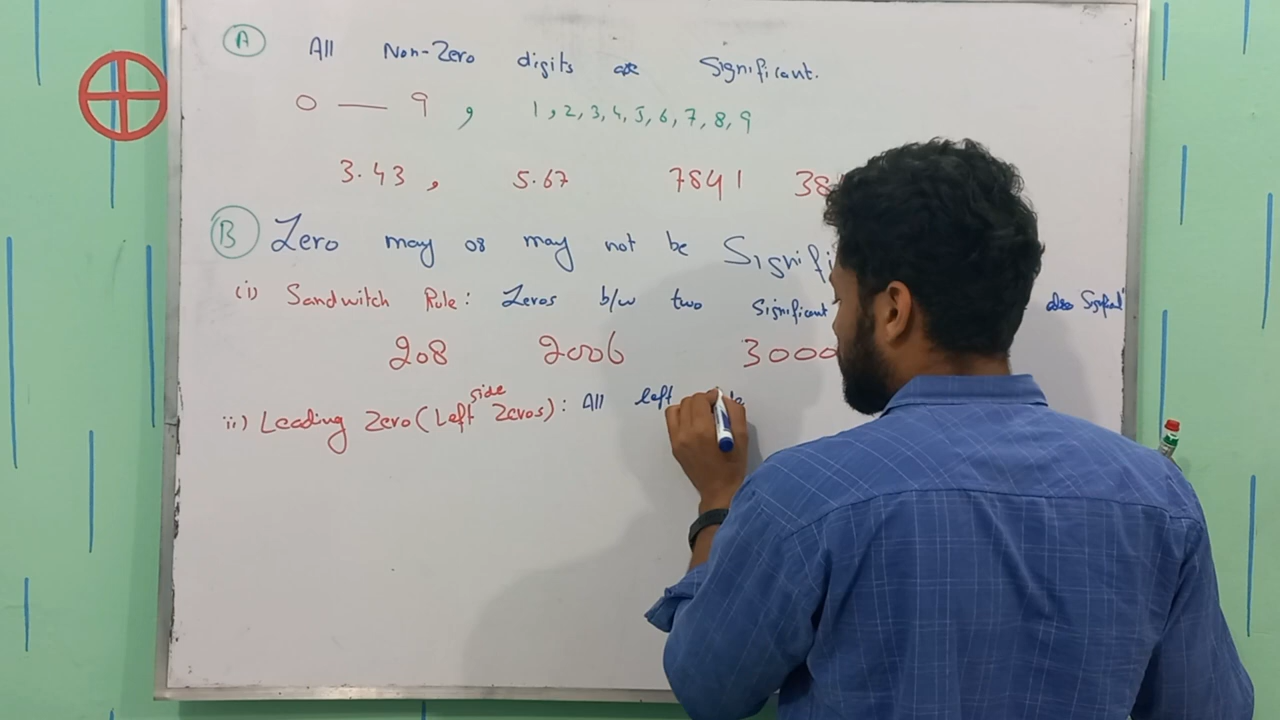 A All Non-Zero digits are Significant.
0 — 9 , 1,2,3,4,5,6,7,8,9
3.43 , 5.67 7841 38
B Zero may or may not be Signifi
(i) Sandwitch Rule: Zeros b/w two Significant also
208 2006 3000
ii) Leading Zero (Left side Zeros): All left